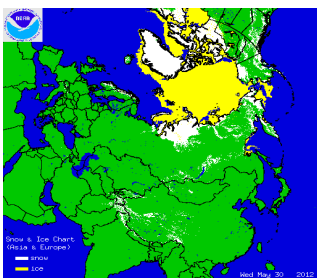 NOAA
Snow & Ice Chart
(Asia & Europe)
snow
ice
Wed May 30 2012